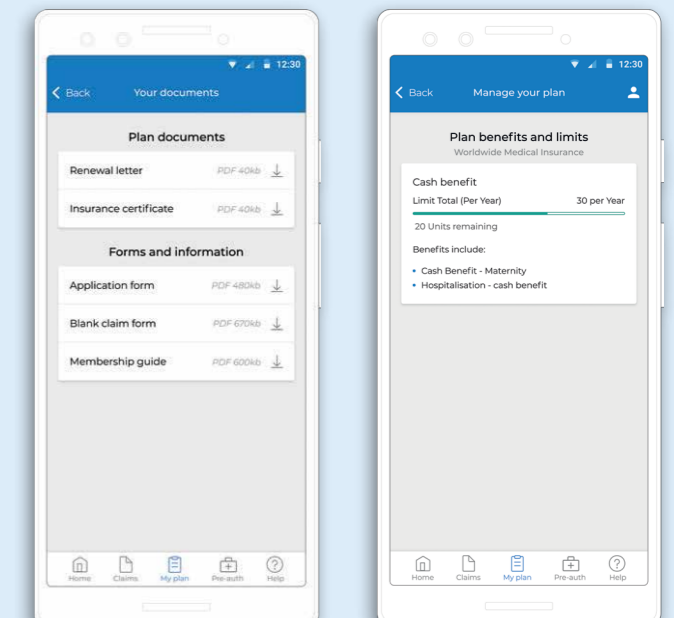 12:30
Back
Your documents
Plan documents
Renewal letter PDF 40kb
Insurance certificate PDF 40kb
Forms and information
Application form PDF 480kb
Blank claim form PDF 670kb
Membership guide PDF 600kb
Home Claims My plan Pre-auth Help
12:30
Back
Manage your plan
Plan benefits and limits
Worldwide Medical Insurance
Cash benefit
Limit Total (Per Year) 30 per Year
20 Units remaining
Benefits include:
• Cash Benefit - Maternity
• Hospitalisation - cash benefit
Home Claims My plan Pre-auth Help